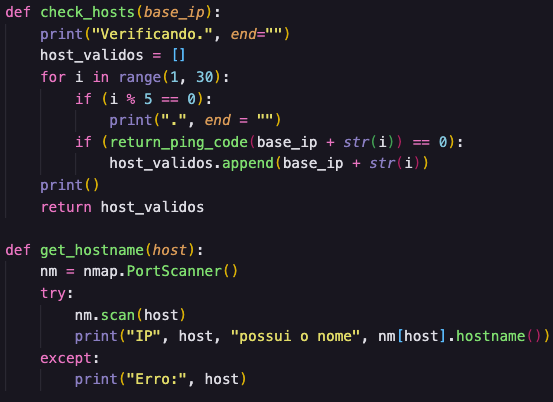 def check_hosts(base_ip):
    print("Verificando.", end="")
    host_validos = []
    for i in range(1, 30):
        if (i % 5 == 0):
            print(".", end = "")
        if (return_ping_code(base_ip + str(i)) == 0):
            host_validos.append(base_ip + str(i))
    print()
    return host_validos

def get_hostname(host):
    nm = nmap.PortScanner()
    try:
        nm.scan(host)
        print("IP", host, "possui o nome", nm[host].hostname())
    except:
        print("Erro:", host)